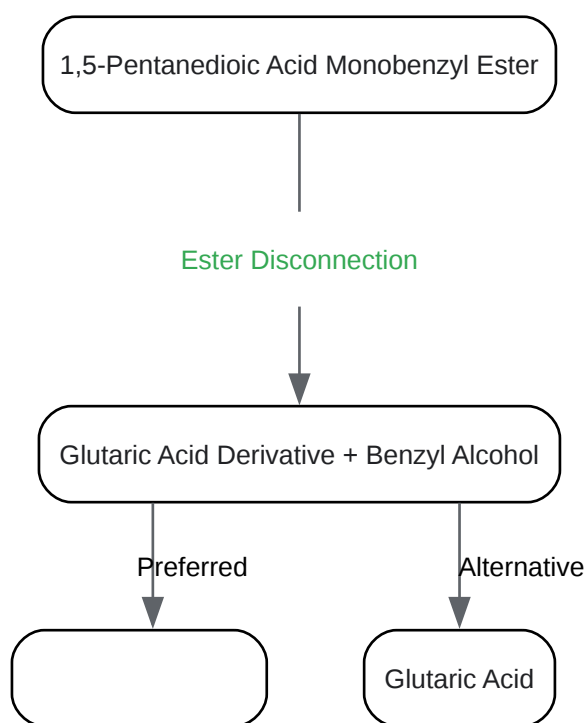 1,5-Pentanedioic Acid Monobenzyl Ester
Ester Disconnection
Glutaric Acid Derivative + Benzyl Alcohol
Preferred
Alternative
Glutaric Acid